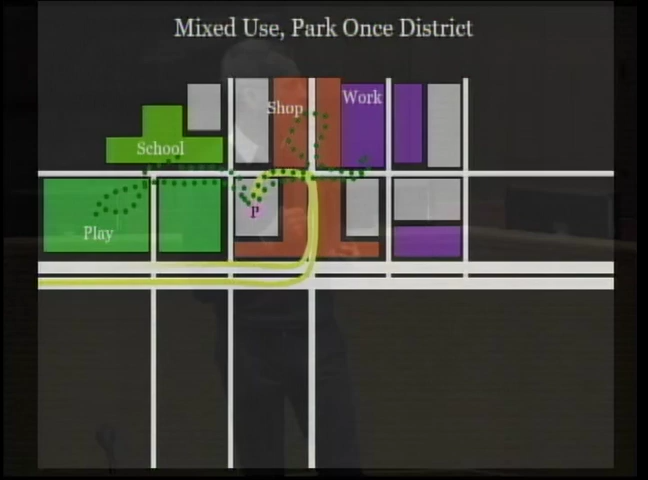 Mixed Use, Park Once District
Work
Shop
School
P
Play